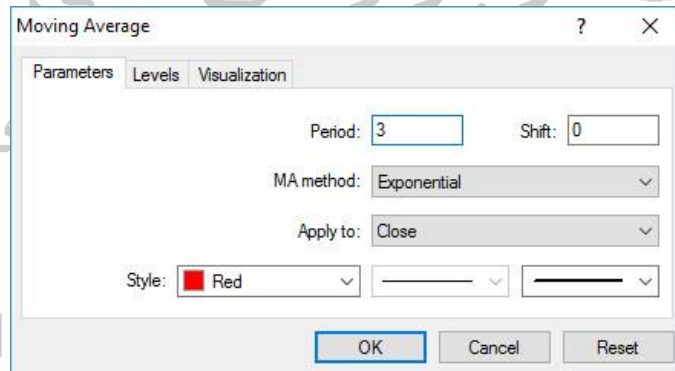 Moving Average ? X
Parameters Levels Visualization
Period: 3 Shift: 0
MA method: Exponential
Apply to: Close
Style: Red
OK Cancel Reset